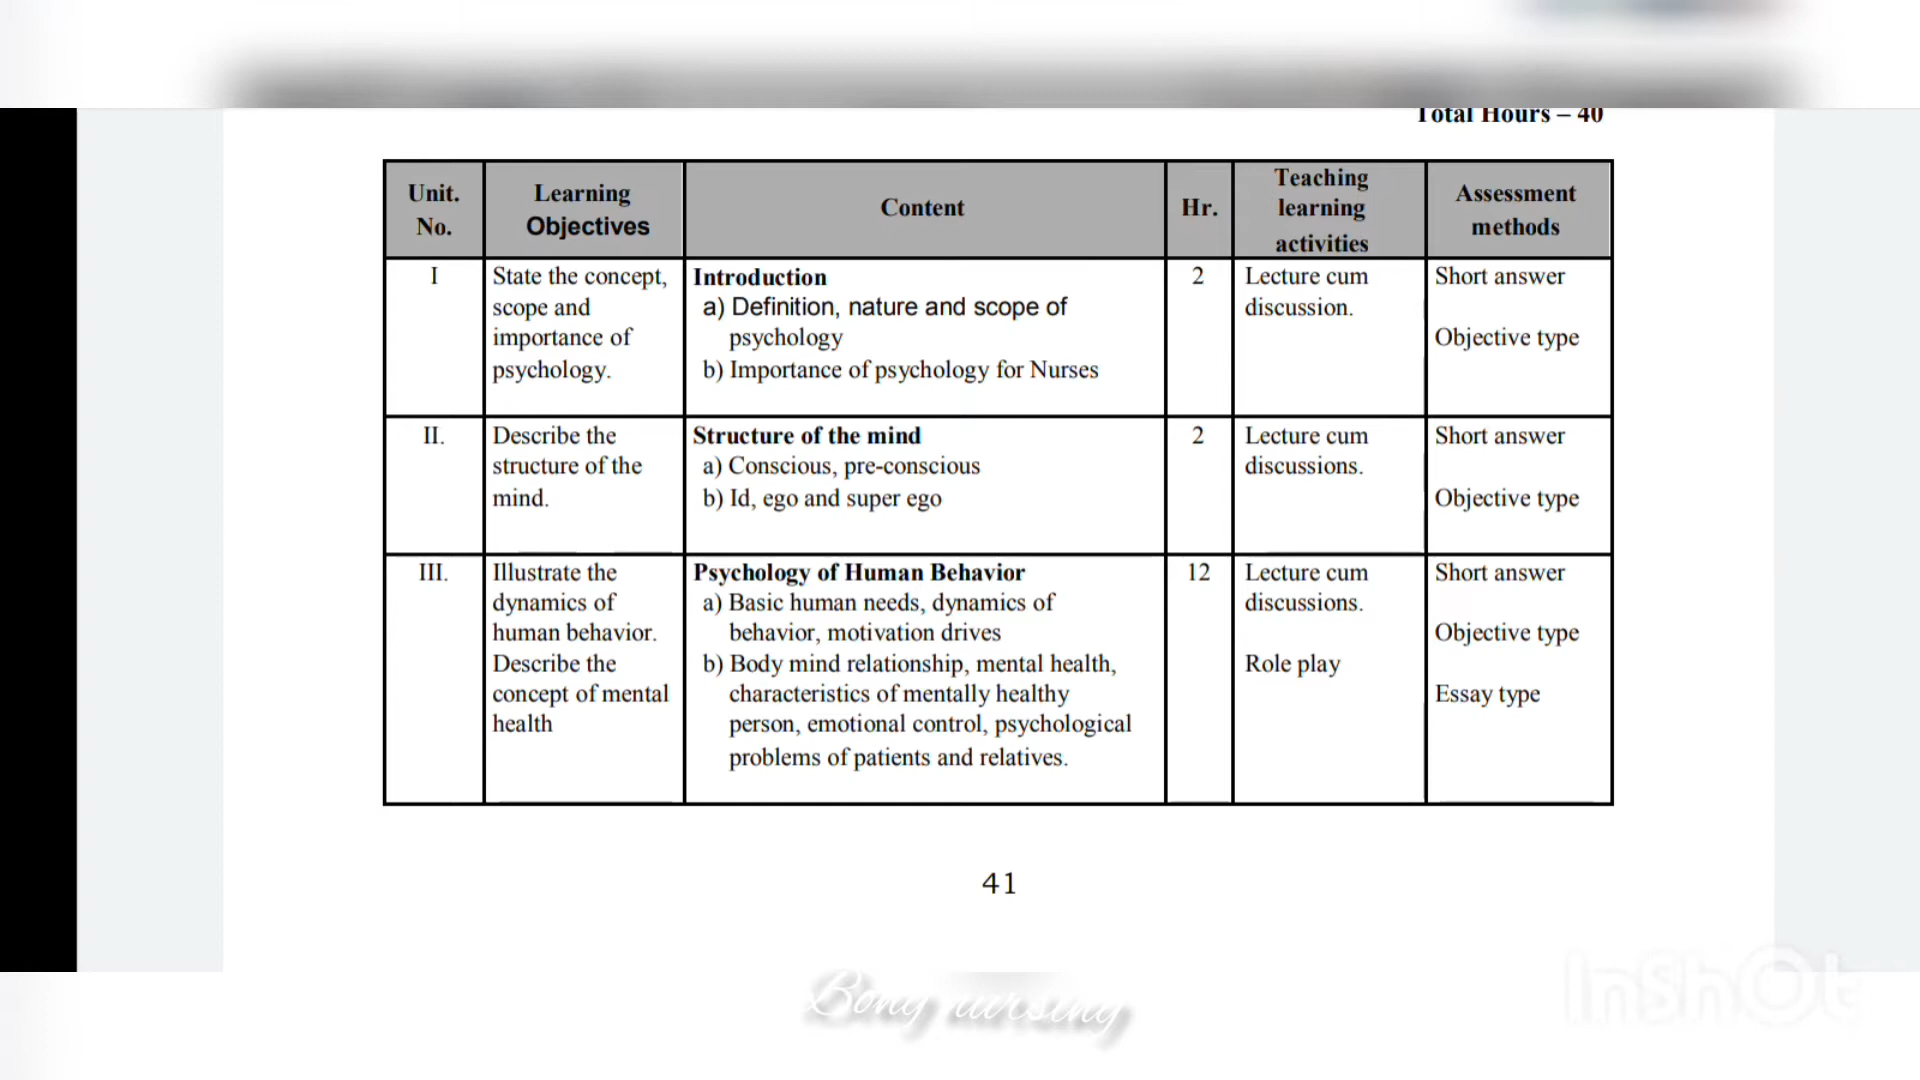 Total Hours – 40
Unit. No.
Learning Objectives
Content
Hr.
Teaching learning activities
Assessment methods
I
State the concept,
scope and
importance of
psychology.
Introduction
a) Definition, nature and scope of
psychology
b) Importance of psychology for Nurses
2
Lecture cum
discussion.
Short answer
Objective type
II.
Describe the
structure of the
mind.
Structure of the mind
a) Conscious, pre-conscious
b) Id, ego and super ego
2
Lecture cum
discussions.
Short answer
Objective type
III.
Illustrate the
dynamics of
human behavior.
Describe the
concept of mental
health
Psychology of Human Behavior
a) Basic human needs, dynamics of
behavior, motivation drives
b) Body mind relationship, mental health,
characteristics of mentally healthy
person, emotional control, psychological
problems of patients and relatives.
12
Lecture cum
discussions.
Role play
Short answer
Objective type
Essay type
41
Bong nursing
InShOt